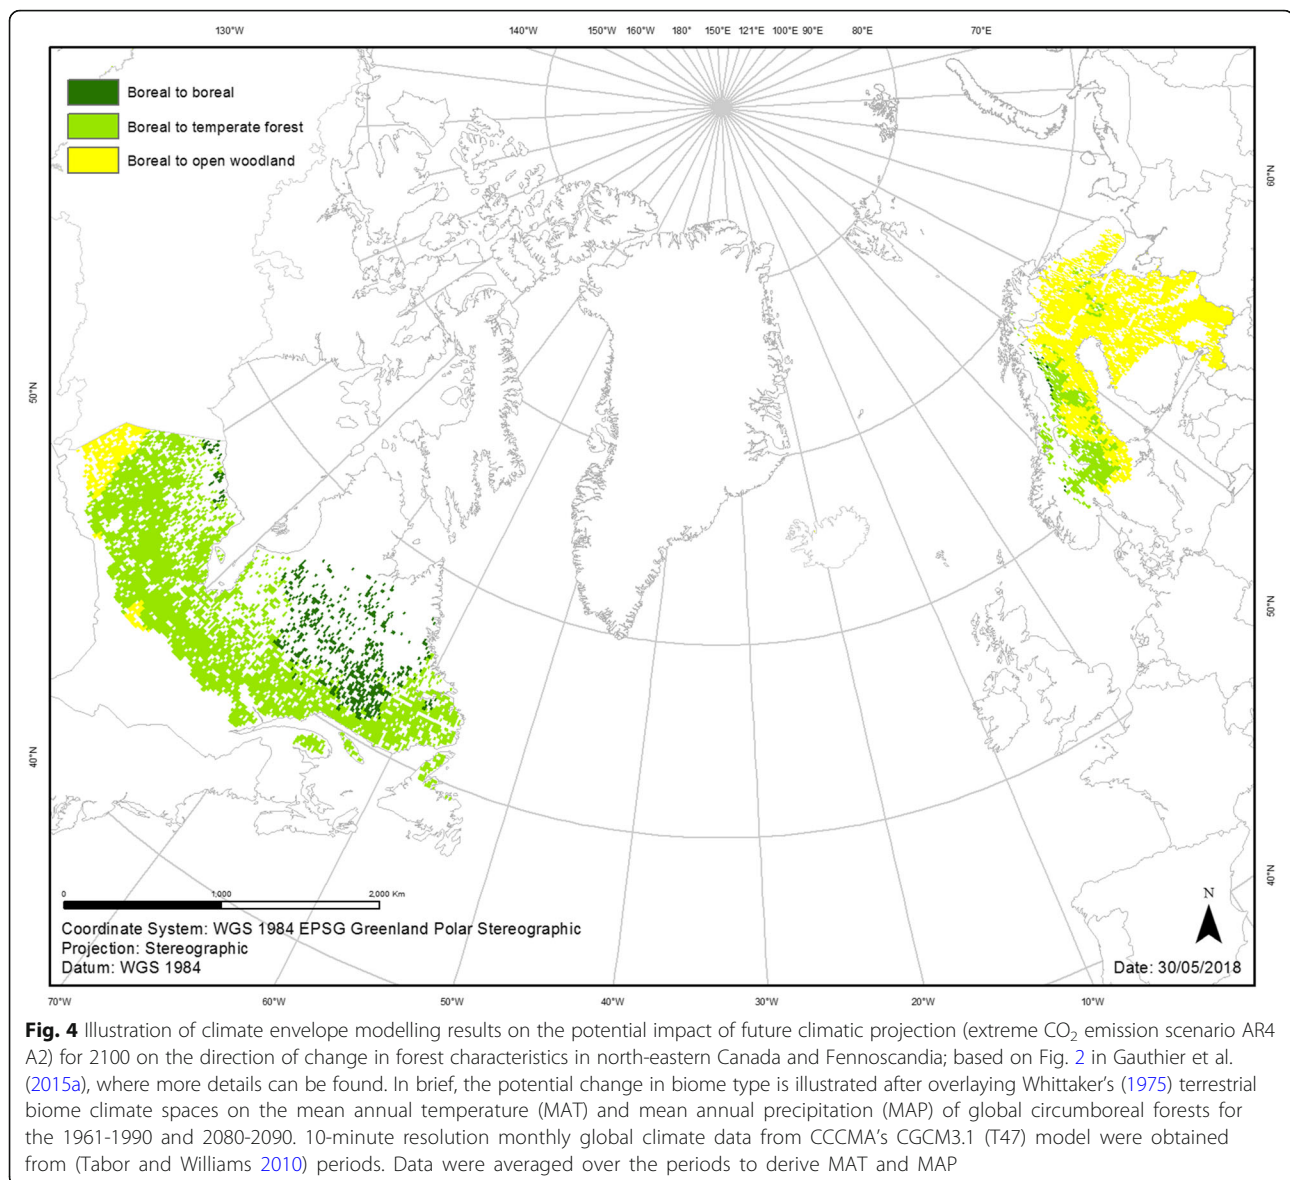 130°W 140°W 150°W 160°W 180° 150°E 121°E 100°E 90°E 80°E 70°E
Boreal to boreal
Boreal to temperate forest
Boreal to open woodland
60°N
50°N
50°N
40°N
40°N
0 1,000 2,000 Km
N
Coordinate System: WGS 1984 EPSG Greenland Polar Stereographic
Projection: Stereographic
Datum: WGS 1984
Date: 30/05/2018
70°W 60°W 50°W 40°W 30°W 20°W 10°W
Fig. 4 Illustration of climate envelope modelling results on the potential impact of future climatic projection (extreme CO₂ emission scenario AR4
A2) for 2100 on the direction of change in forest characteristics in north-eastern Canada and Fennoscandia; based on Fig. 2 in Gauthier et al.
(2015a), where more details can be found. In brief, the potential change in biome type is illustrated after overlaying Whittaker's (1975) terrestrial
biome climate spaces on the mean annual temperature (MAT) and mean annual precipitation (MAP) of global circumboreal forests for
the 1961-1990 and 2080-2090. 10-minute resolution monthly global climate data from CCCMA's CGCM3.1 (T47) model were obtained
from (Tabor and Williams 2010) periods. Data were averaged over the periods to derive MAT and MAP